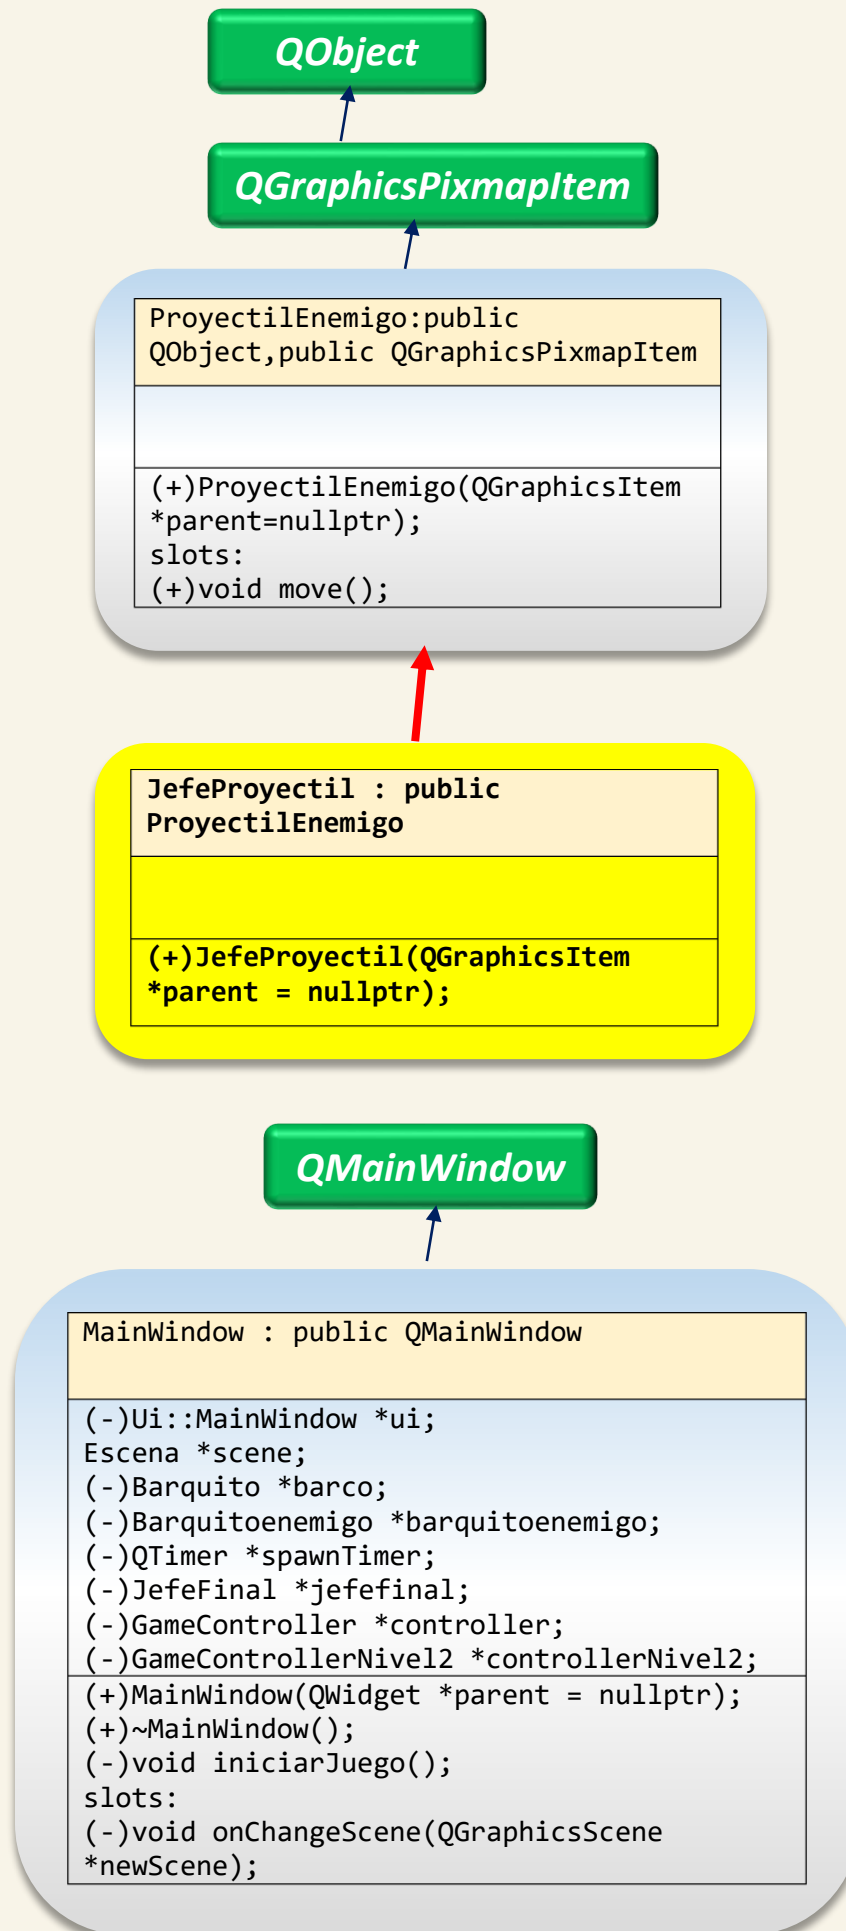 QObject
QGraphicsPixmapItem
ProyectilEnemigo:public
QObject,public QGraphicsPixmapItem
(+)ProyectilEnemigo(QGraphicsItem
*parent=nullptr);
slots:
(+)void move();
JefeProyectil : public
ProyectilEnemigo
(+)JefeProyectil(QGraphicsItem
*parent = nullptr);
QMainWindow
MainWindow : public QMainWindow
(-)Ui::MainWindow *ui;
Escena *scene;
(-)Barquito *barco;
(-)Barquitoenemigo *barquitoenemigo;
(-)QTimer *spawnTimer;
(-)JefeFinal *jefefinal;
(-)GameController *controller;
(-)GameControllerNivel2 *controllerNivel2;
(+)MainWindow(QWidget *parent = nullptr);
(+)~MainWindow();
(-)void iniciarJuego();
slots:
(-)void onChangeScene(QGraphicsScene
*newScene);